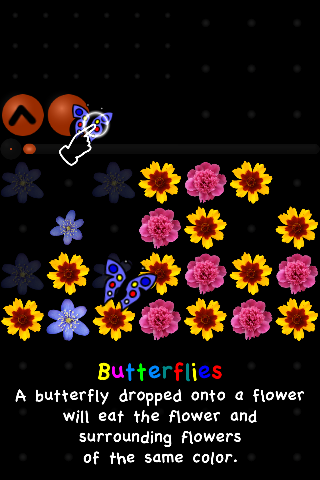 Butterflies
A butterfly dropped onto a flower
will eat the flower and
surrounding flowers
of the same color.